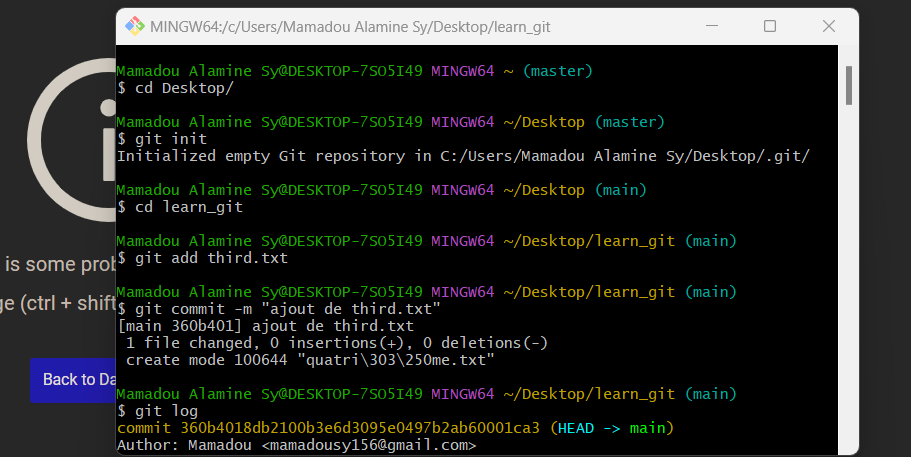 MINGW64:/c/Users/Mamadou Alamine Sy/Desktop/learn_git
Mamadou Alamine Sy@DESKTOP-7SO5I49 MINGW64 ~ (master)
$ cd Desktop/
Mamadou Alamine Sy@DESKTOP-7SO5I49 MINGW64 ~/Desktop (master)
$ git init
Initialized empty Git repository in C:/Users/Mamadou Alamine Sy/Desktop/.git/
Mamadou Alamine Sy@DESKTOP-7SO5I49 MINGW64 ~/Desktop (main)
$ cd learn_git
Mamadou Alamine Sy@DESKTOP-7SO5I49 MINGW64 ~/Desktop/learn_git (main)
$ git add third.txt
Mamadou Alamine Sy@DESKTOP-7SO5I49 MINGW64 ~/Desktop/learn_git (main)
$ git commit -m "ajout de third.txt"
[main 360b401] ajout de third.txt
1 file changed, 0 insertions(+), 0 deletions(-)
create mode 100644 "quatri\303\250me.txt"
Mamadou Alamine Sy@DESKTOP-7SO5I49 MINGW64 ~/Desktop/learn_git (main)
$ git log
commit 360b4018db2100b3e6d3095e0497b2ab60001ca3 (HEAD -> main)
Author: Mamadou <mamadousy156@gmail.com>
is some prob
ge (ctrl + shift
Back to Da